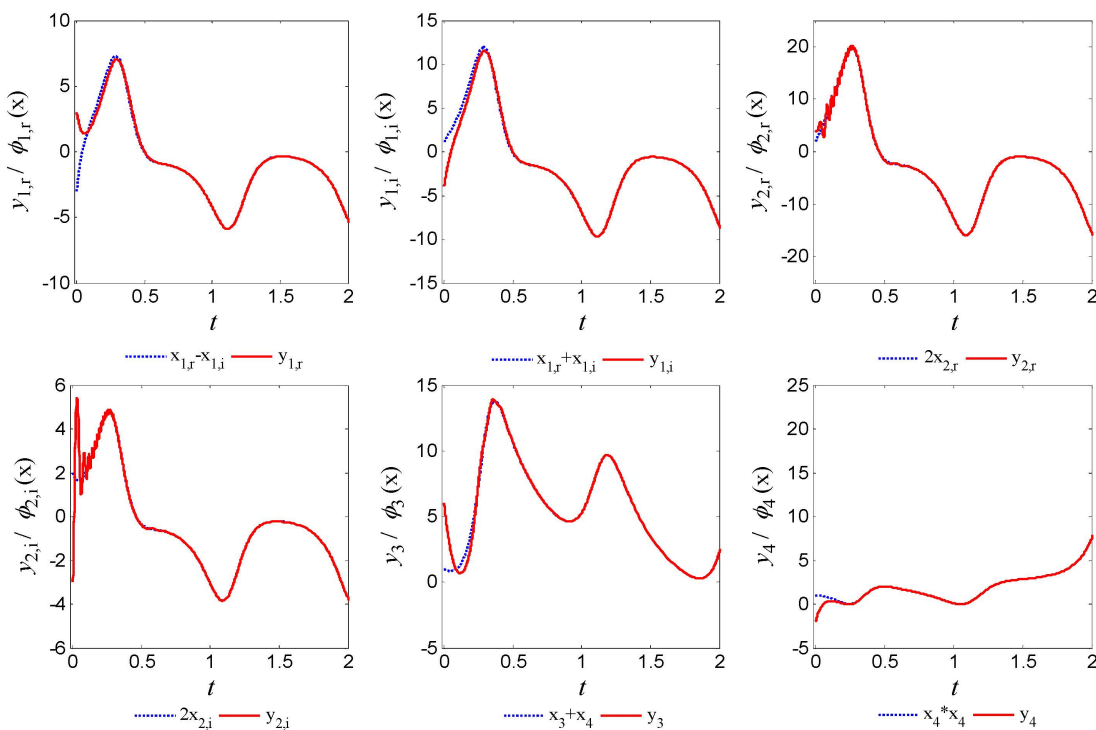 y1,r / ϕ1,r(x)
10
5
0
-5
-10
0 0.5 1 1.5 2
t
x1,r-x1,i y1,r
y1,i / ϕ1,i(x)
15
10
5
0
-5
-10
-15
0 0.5 1 1.5 2
t
x1,r+x1,i y1,i
y2,r / ϕ2,r(x)
20
10
0
-10
-20
0 0.5 1 1.5 2
t
2x2,r y2,r
y2,i / ϕ2,i(x)
6
4
2
0
-2
-4
-6
0 0.5 1 1.5 2
t
2x2,i y2,i
y3 / ϕ3(x)
15
10
5
0
-5
0 0.5 1 1.5 2
t
x3+x4 y3
y4 / ϕ4(x)
25
20
15
10
5
0
-5
0 0.5 1 1.5 2
t
x4*x4 y4